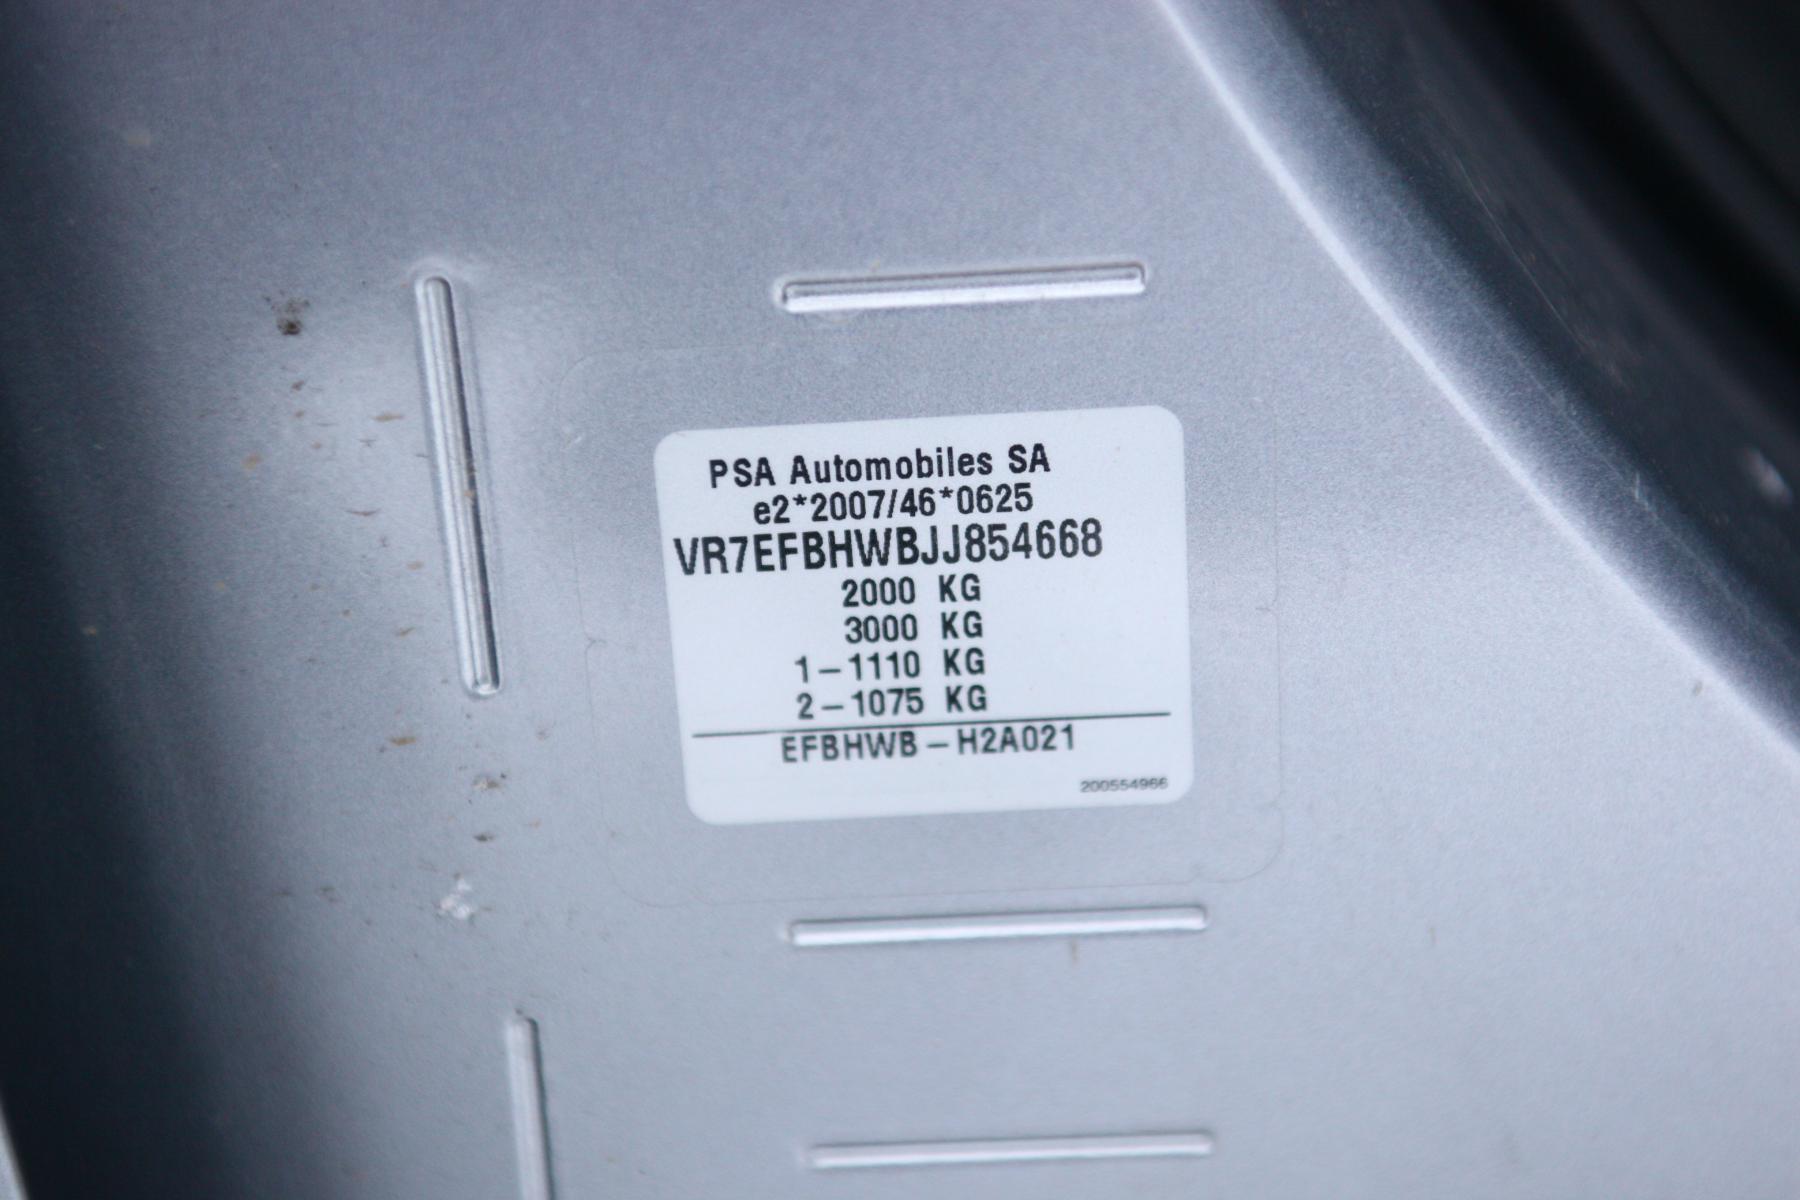 PSA Automobiles SA
e2*2007/46*0625
VR7EFBHWBJJ854668
2000 KG
3000 KG
1-1110 KG
2-1075 KG
EFBHWB-H2A021
200554966